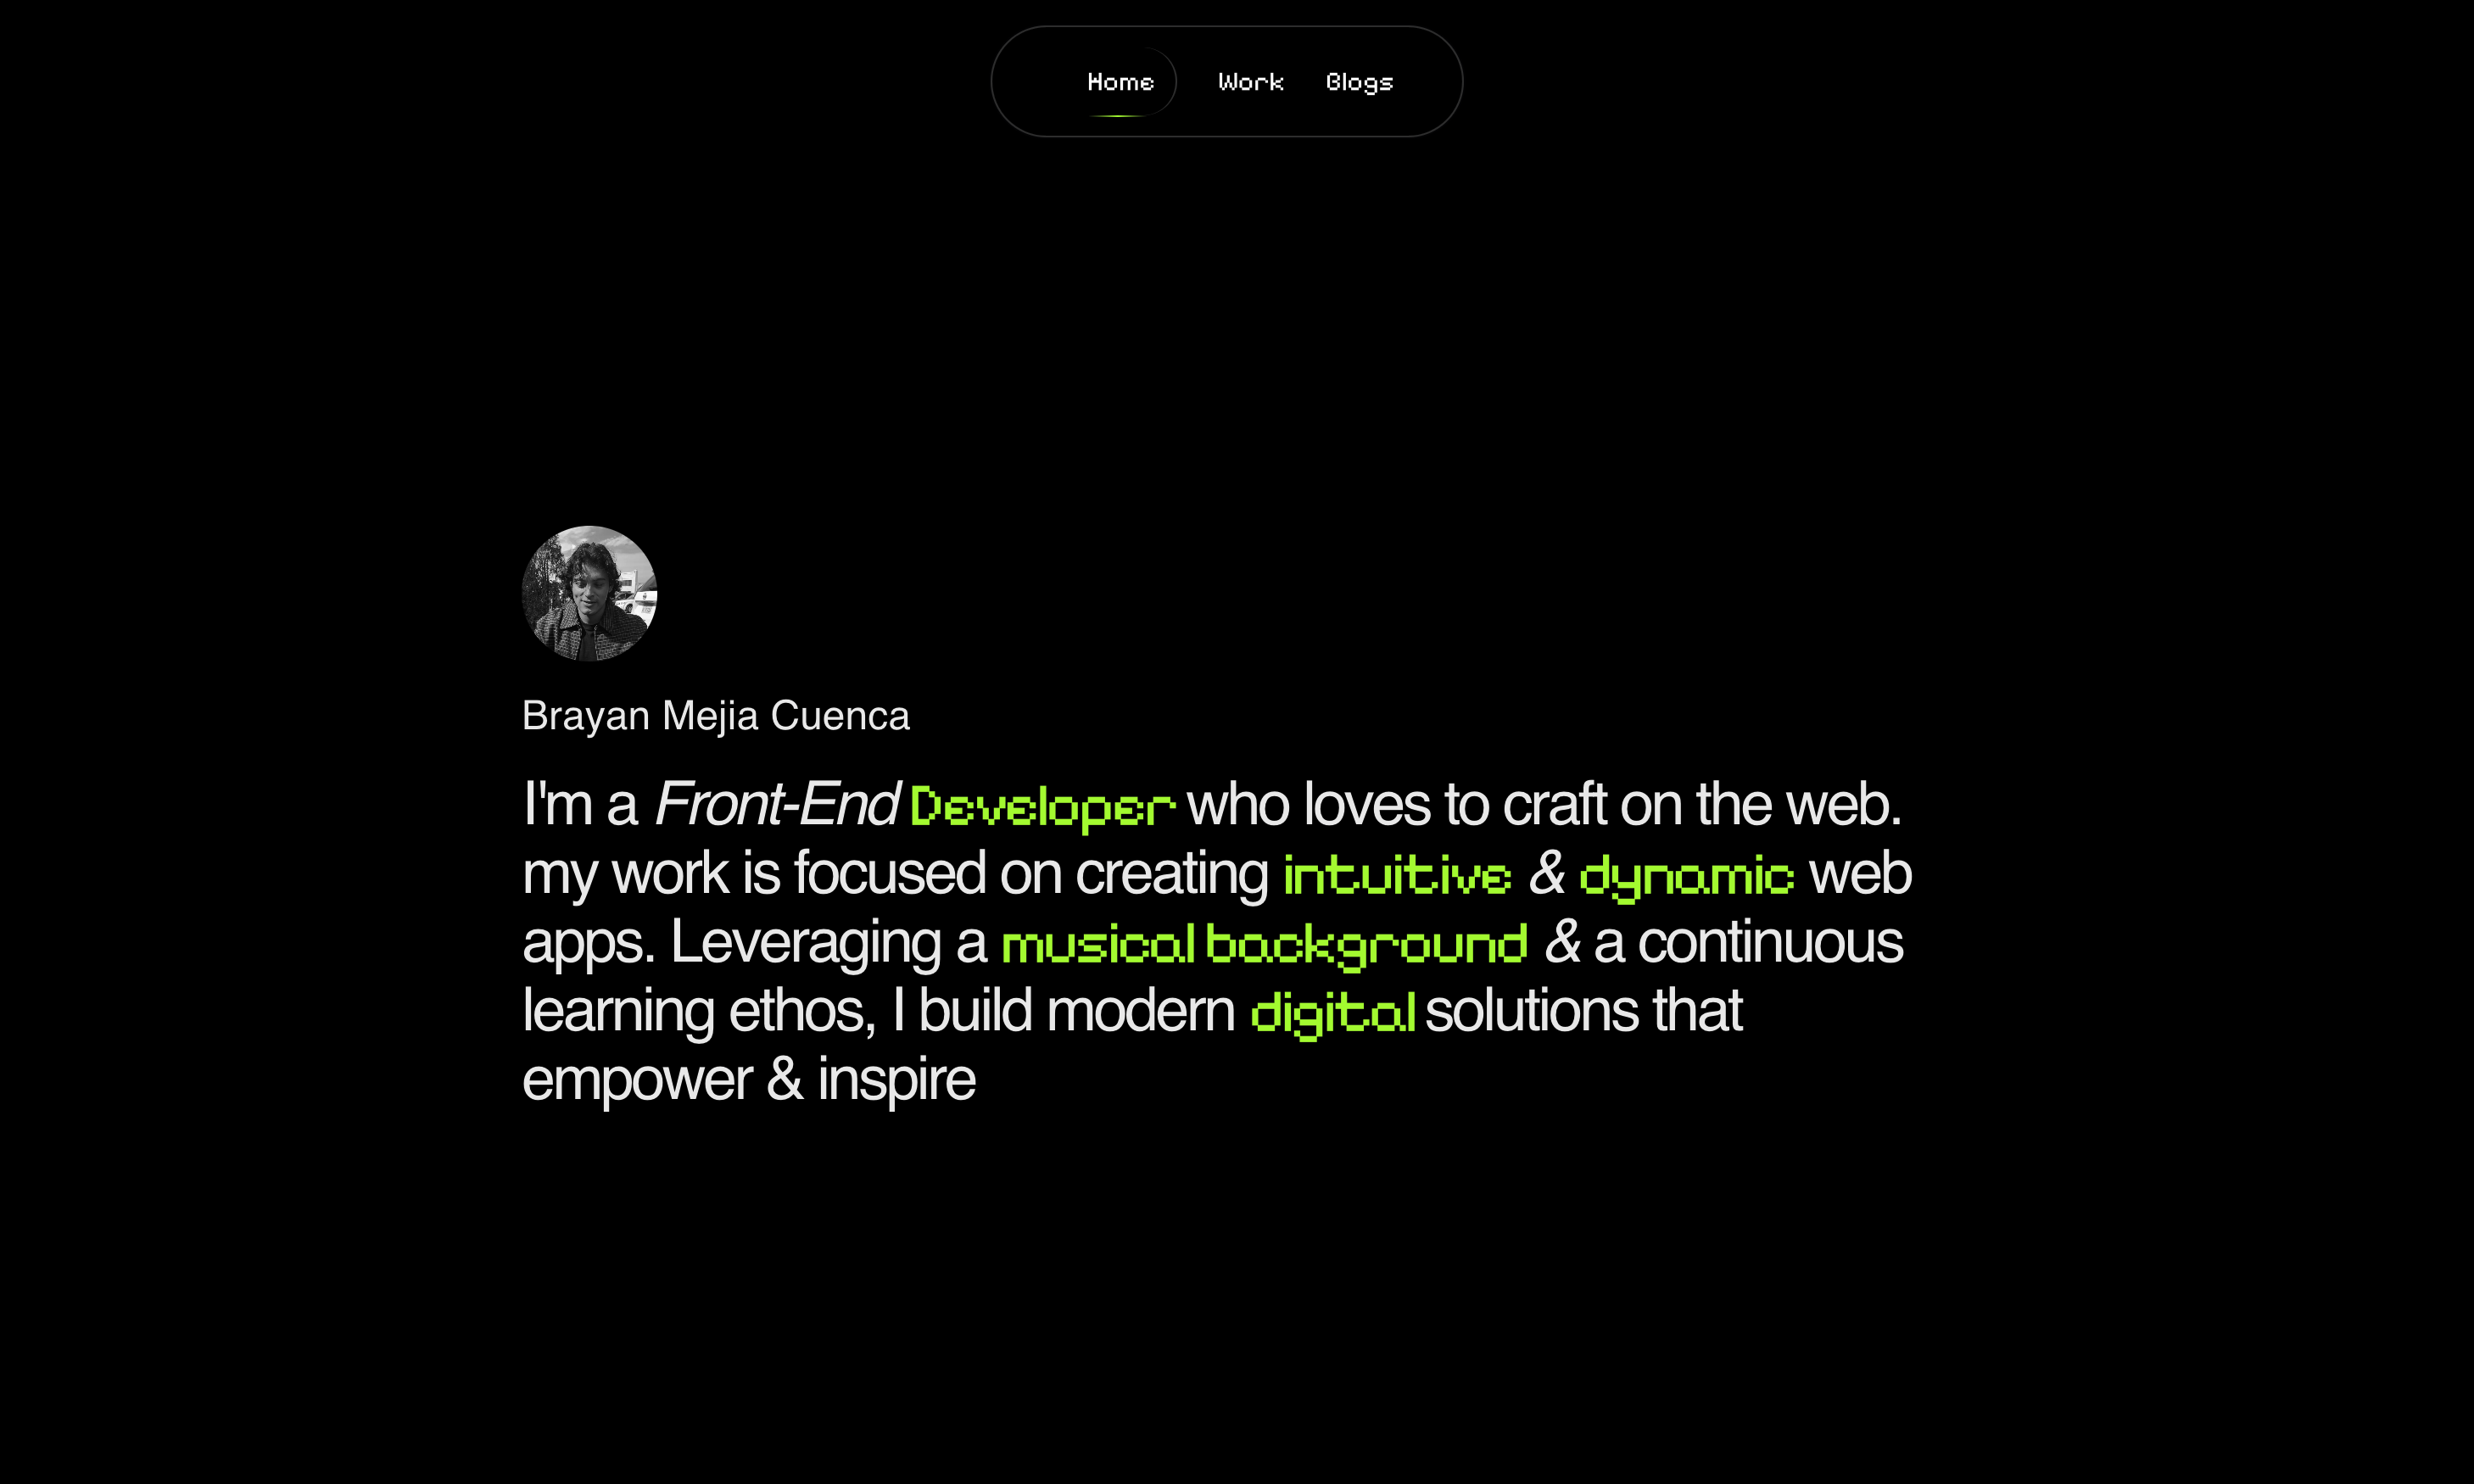 Home Work Blogs
Brayan Mejia Cuenca
I'm a Front-End Developer who loves to craft on the web.
my work is focused on creating intuitive & dynamic web
apps. Leveraging a musical background & a continuous
learning ethos, I build modern digital solutions that
empower & inspire